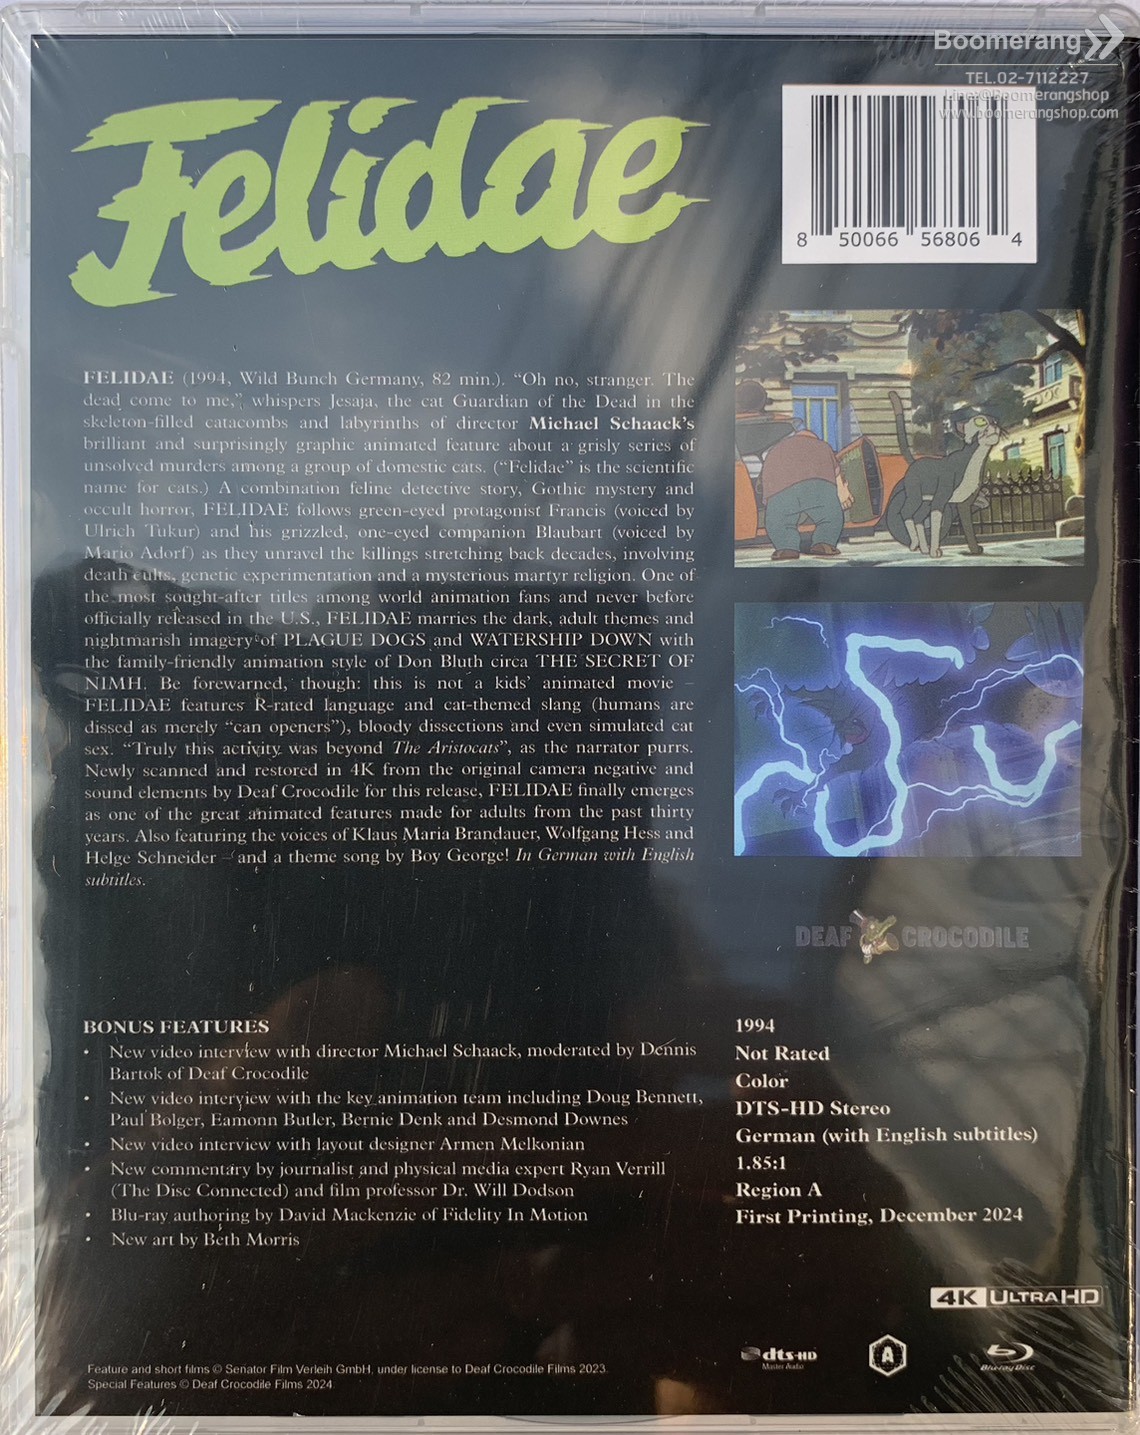 Boomerang
TEL.02-7112227
Line:@Boomerangshop
www.boomerangshop.com
Felidae
8 50066 56806 4
FELIDAE (1994, Wild Bunch Germany, 82 min.). “Oh no, stranger. The
dead come to me,” whispers Jesaja, the cat Guardian of the Dead in the
skeleton-filled catacombs and labyrinths of director Michael Schaack’s
brilliant and surprisingly graphic animated feature about a grisly series of
unsolved murders among a group of domestic cats. (“Felidae” is the scientific
name for cats.) A combination feline detective story, Gothic mystery and
occult horror, FELIDAE follows green-eyed protagonist Francis (voiced by
Ulrich Tukur) and his grizzled, one-eyed companion Blaubart (voiced by
Mario Adorf) as they unravel the killings stretching back decades, involving
death cults, genetic experimentation and a mysterious martyr religion. One of
the most sought-after titles among world animation fans and never before
officially released in the U.S., FELIDAE marries the dark, adult themes and
nightmarish imagery of PLAGUE DOGS and WATERSHIP DOWN with
the family-friendly animation style of Don Bluth circa THE SECRET OF
NIMH. Be forewarned, though: this is not a kids’ animated movie –
FELIDAE features R-rated language and cat-themed slang (humans are
dissed as merely “can openers”), bloody dissections and even simulated cat
sex. “Truly this activity was beyond The Aristocats”, as the narrator purrs.
Newly scanned and restored in 4K from the original camera negative and
sound elements by Deaf Crocodile for this release, FELIDAE finally emerges
as one of the great animated features made for adults from the past thirty
years. Also featuring the voices of Klaus Maria Brandauer, Wolfgang Hess and
Helge Schneider – and a theme song by Boy George! In German with English
subtitles.
DEAF CROCODILE
BONUS FEATURES
• New video interview with director Michael Schaack, moderated by Dennis
Bartok of Deaf Crocodile
• New video interview with the key animation team including Doug Bennett,
Paul Bolger, Eamonn Butler, Bernie Denk and Desmond Downes
• New video interview with layout designer Armen Melkonian
• New commentary by journalist and physical media expert Ryan Verrill
(The Disc Connected) and film professor Dr. Will Dodson
• Blu-ray authoring by David Mackenzie of Fidelity In Motion
• New art by Beth Morris
1994
Not Rated
Color
DTS-HD Stereo
German (with English subtitles)
1.85:1
Region A
First Printing, December 2024
4K ULTRA HD
dts-HD
Master Audio
A
Blu-ray Disc
Feature and short films © Senator Film Verleih GmbH, under license to Deaf Crocodile Films 2023.
Special Features © Deaf Crocodile Films 2024.